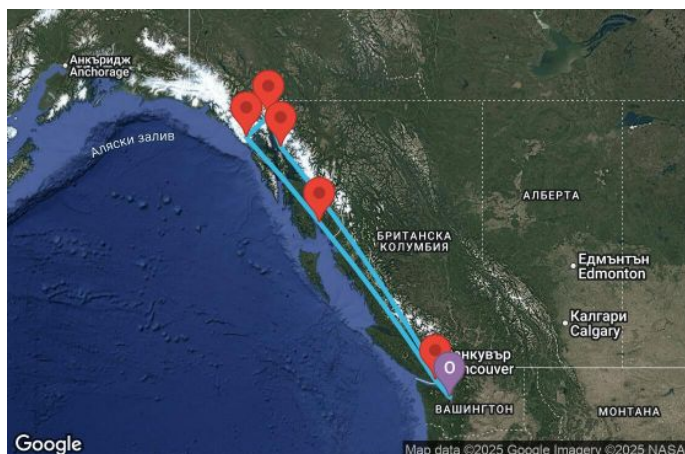 Анкъридж
Anchorage
Аляски залив
АЛБЕРТА
БРИТАНСКА
КОЛУМБИЯ
Едмънтън
Edmonton
Калгари
Calgary
нкувър
ncouver
O
ВАШИНГТОН
МОНТАНА
Google
Map data ©2025 Google Imagery ©2025 NASA